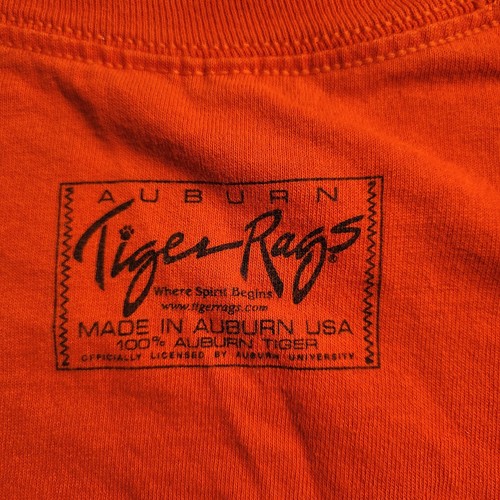 AUBURN
Tiger Rags®
Where Spirit Begins
www.tigerrags.com
MADE IN AUBURN USA
100% AUBURN TIGER
OFFICIALLY LICENSED BY AUBURN UNIVERSITY